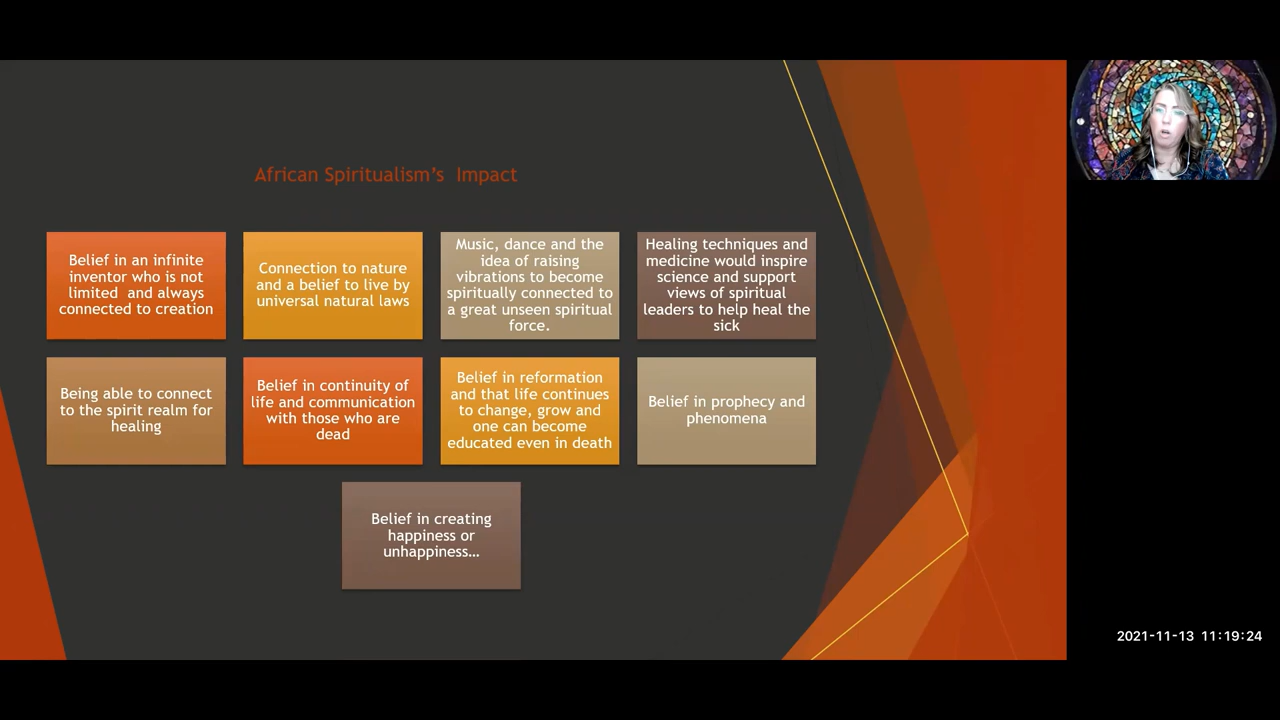 African Spiritualism's  Impact
Belief in an infinite
inventor who is not
limited  and always
connected to creation
Connection to nature
and a belief to live by
universal natural laws
Music, dance and the
idea of raising
vibrations to become
spiritually connected to
a great unseen spiritual
force.
Healing techniques and
medicine would inspire
science and support
views of spiritual
leaders to help heal the
sick
Being able to connect
to the spirit realm for
healing
Belief in continuity of
life and communication
with those who are
dead
Belief in reformation
and that life continues
to change, grow and
one can become
educated even in death
Belief in prophecy and
phenomena
Belief in creating
happiness or
unhappiness…
2021-11-13 11:19:24